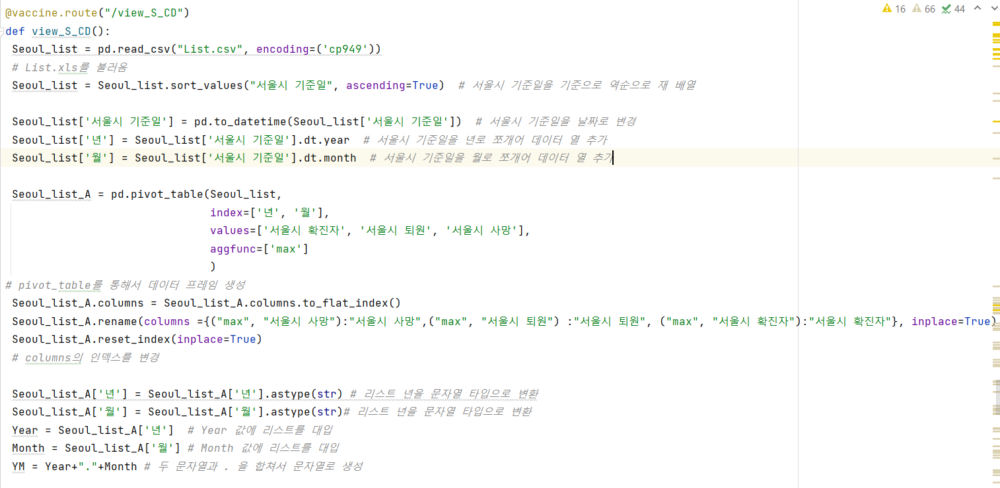 @vaccine.route("/view_S_CD")
16 66 44
def view_S_CD():
Seoul_list = pd.read_csv("List.csv", encoding=('cp949'))
# List.xls를 불러옴
Seoul_list = Seoul_list.sort_values("서울시 기준일", ascending=True)  # 서울시 기준일을 기준으로 역순으로 재 배열
Seoul_list['서울시 기준일'] = pd.to_datetime(Seoul_list['서울시 기준일'])  # 서울시 기준일을 날짜로 변경
Seoul_list['년'] = Seoul_list['서울시 기준일'].dt.year  # 서울시 기준일을 년로 쪼개어 데이터 열 추가
Seoul_list['월'] = Seoul_list['서울시 기준일'].dt.month  # 서울시 기준일을 월로 쪼개어 데이터 열 추가
Seoul_list_A = pd.pivot_table(Seoul_list,
index=['년', '월'],
values=['서울시 확진자', '서울시 퇴원', '서울시 사망'],
aggfunc=['max']
)
# pivot_table를 통해서 데이터 프레임 생성
Seoul_list_A.columns = Seoul_list_A.columns.to_flat_index()
Seoul_list_A.rename(columns ={("max", "서울시 사망"):"서울시 사망",("max", "서울시 퇴원") :"서울시 퇴원", ("max", "서울시 확진자"):"서울시 확진자"}, inplace=True)
Seoul_list_A.reset_index(inplace=True)
# columns의 인덱스를 변경
Seoul_list_A['년'] = Seoul_list_A['년'].astype(str) # 리스트 년을 문자열 타입으로 변환
Seoul_list_A['월'] = Seoul_list_A['월'].astype(str)# 리스트 년을 문자열 타입으로 변환
Year = Seoul_list_A['년']  # Year 값에 리스트를 대입
Month = Seoul_list_A['월'] # Month 값에 리스트를 대입
YM = Year+"."+Month # 두 문자열과 . 을 합쳐서 문자열로 생성